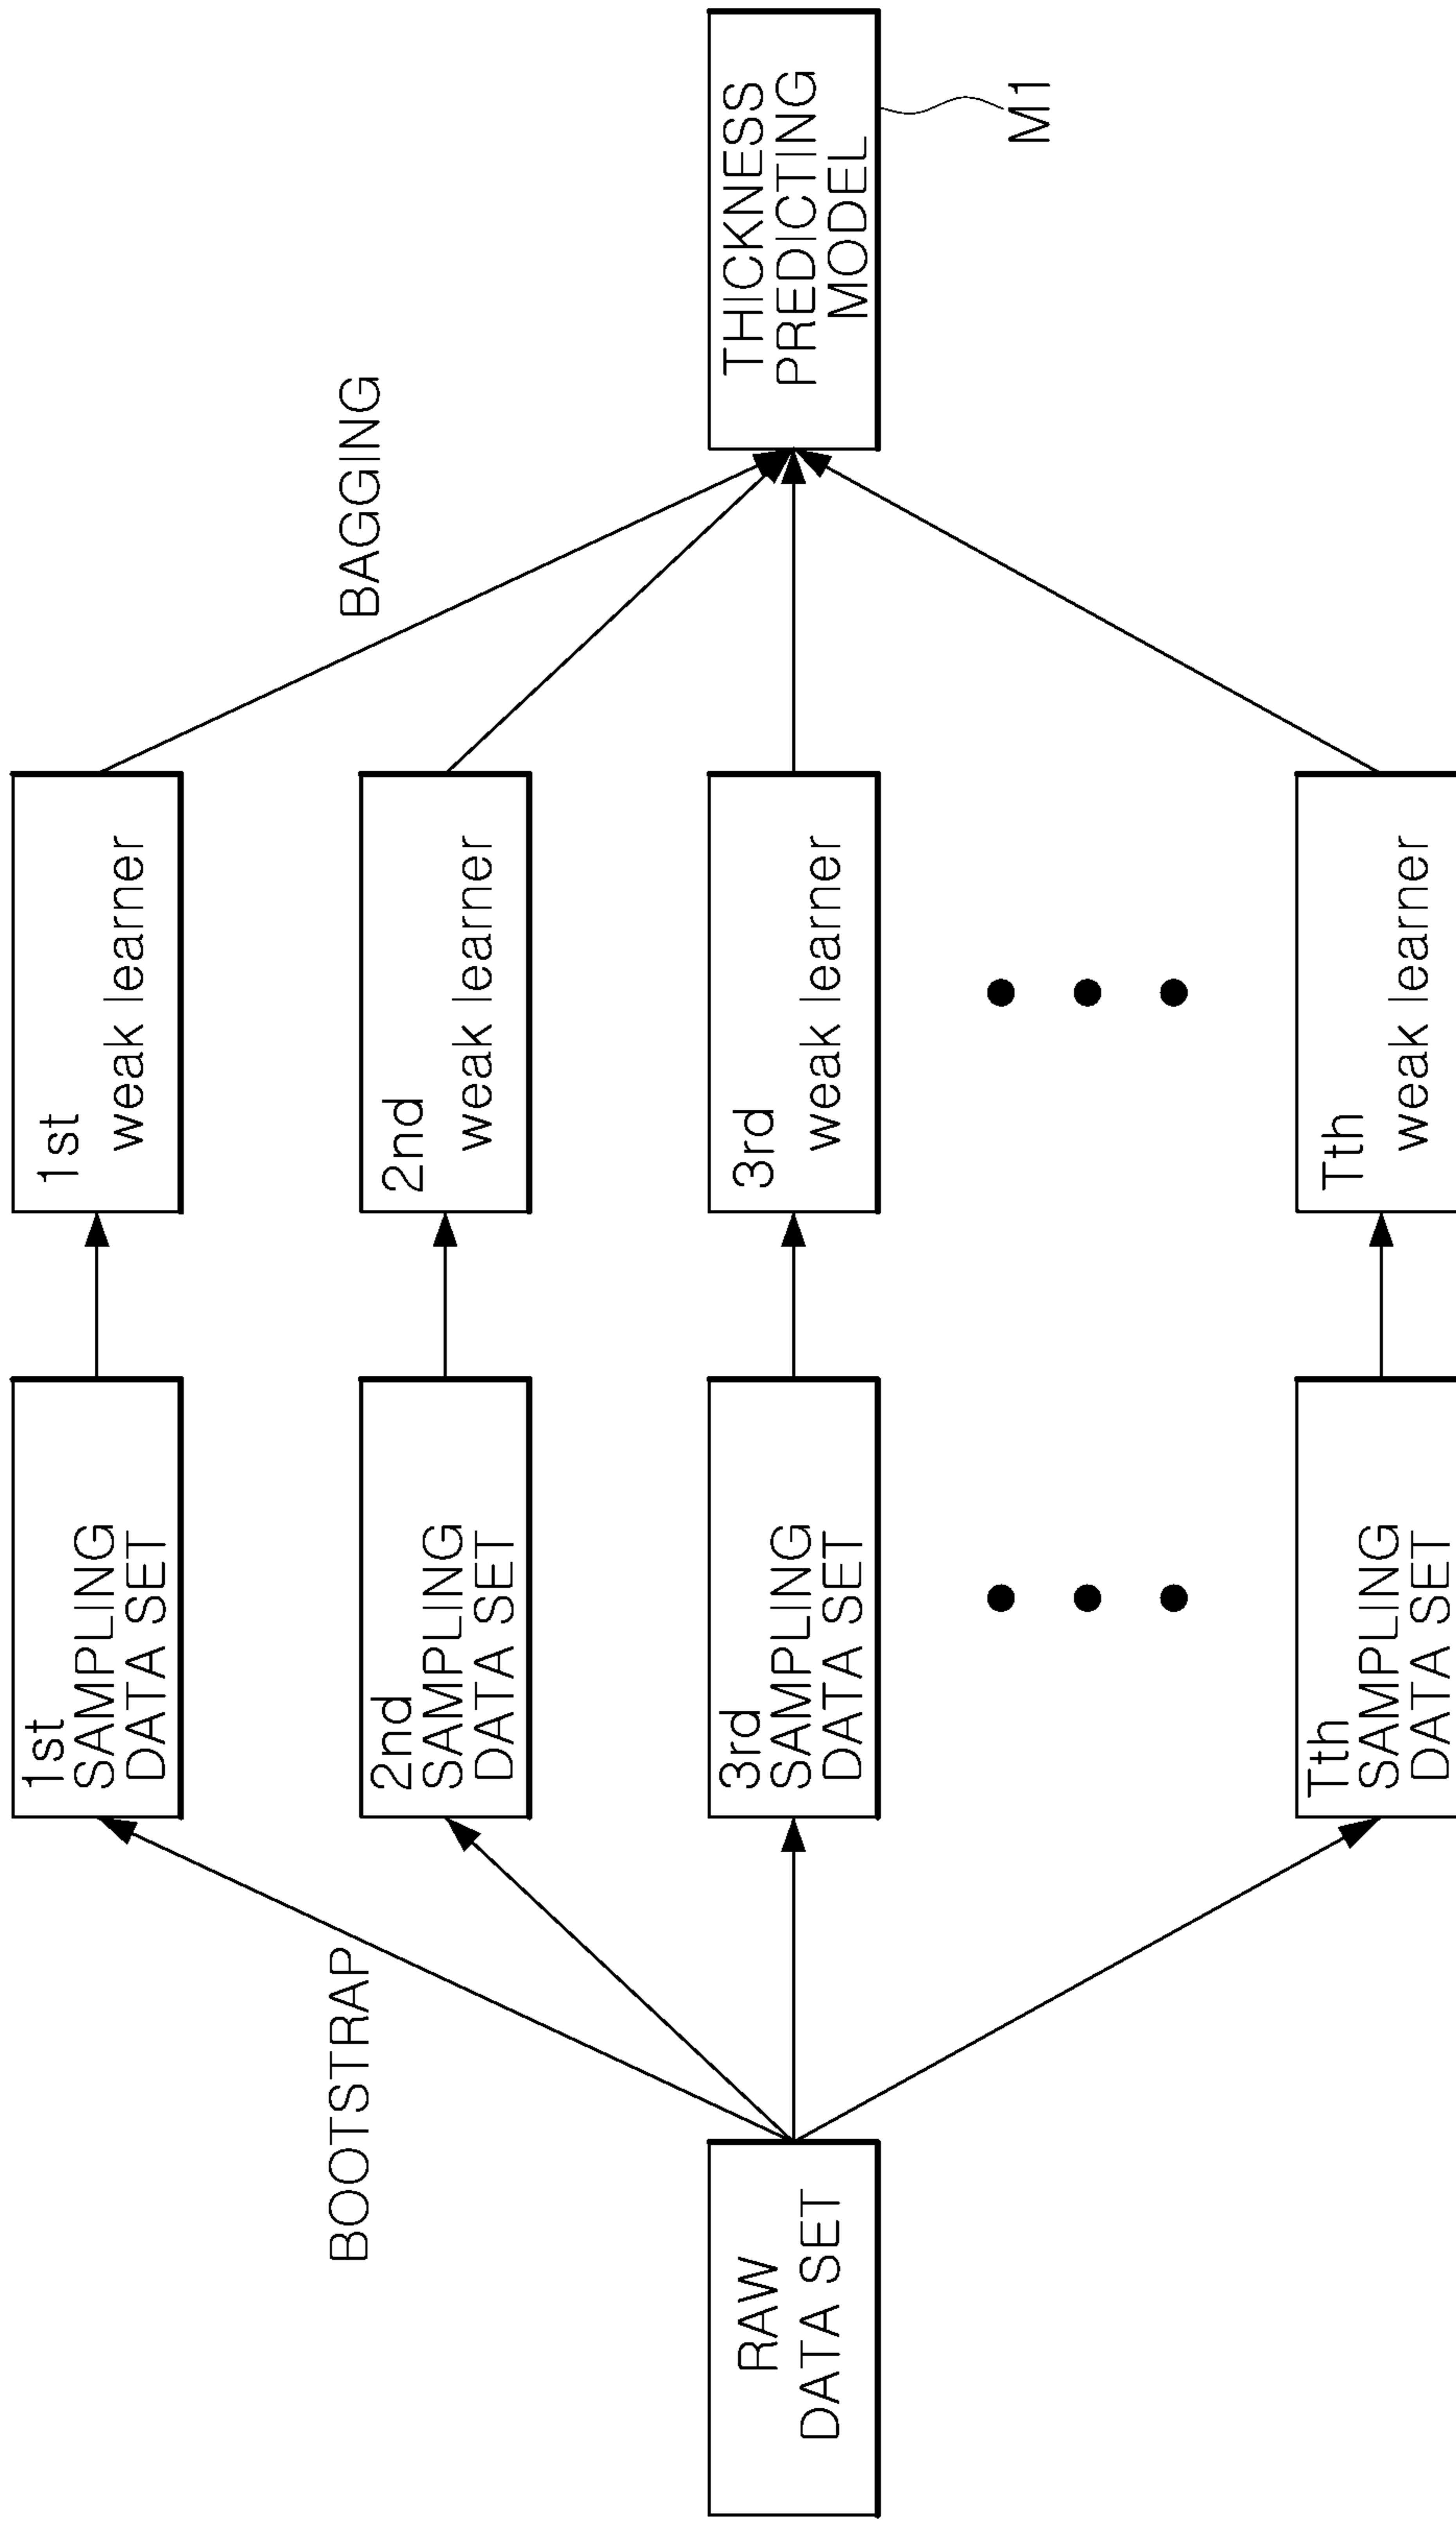 RAW
DATA SET
BOOTSTRAP
1st
SAMPLING
DATA SET
2nd
SAMPLING
DATA SET
3rd
SAMPLING
DATA SET
Tth
SAMPLING
DATA SET
1st
weak learner
2nd
weak learner
3rd
weak learner
Tth
weak learner
BAGGING
THICKNESS
PREDICTING
MODEL
M1